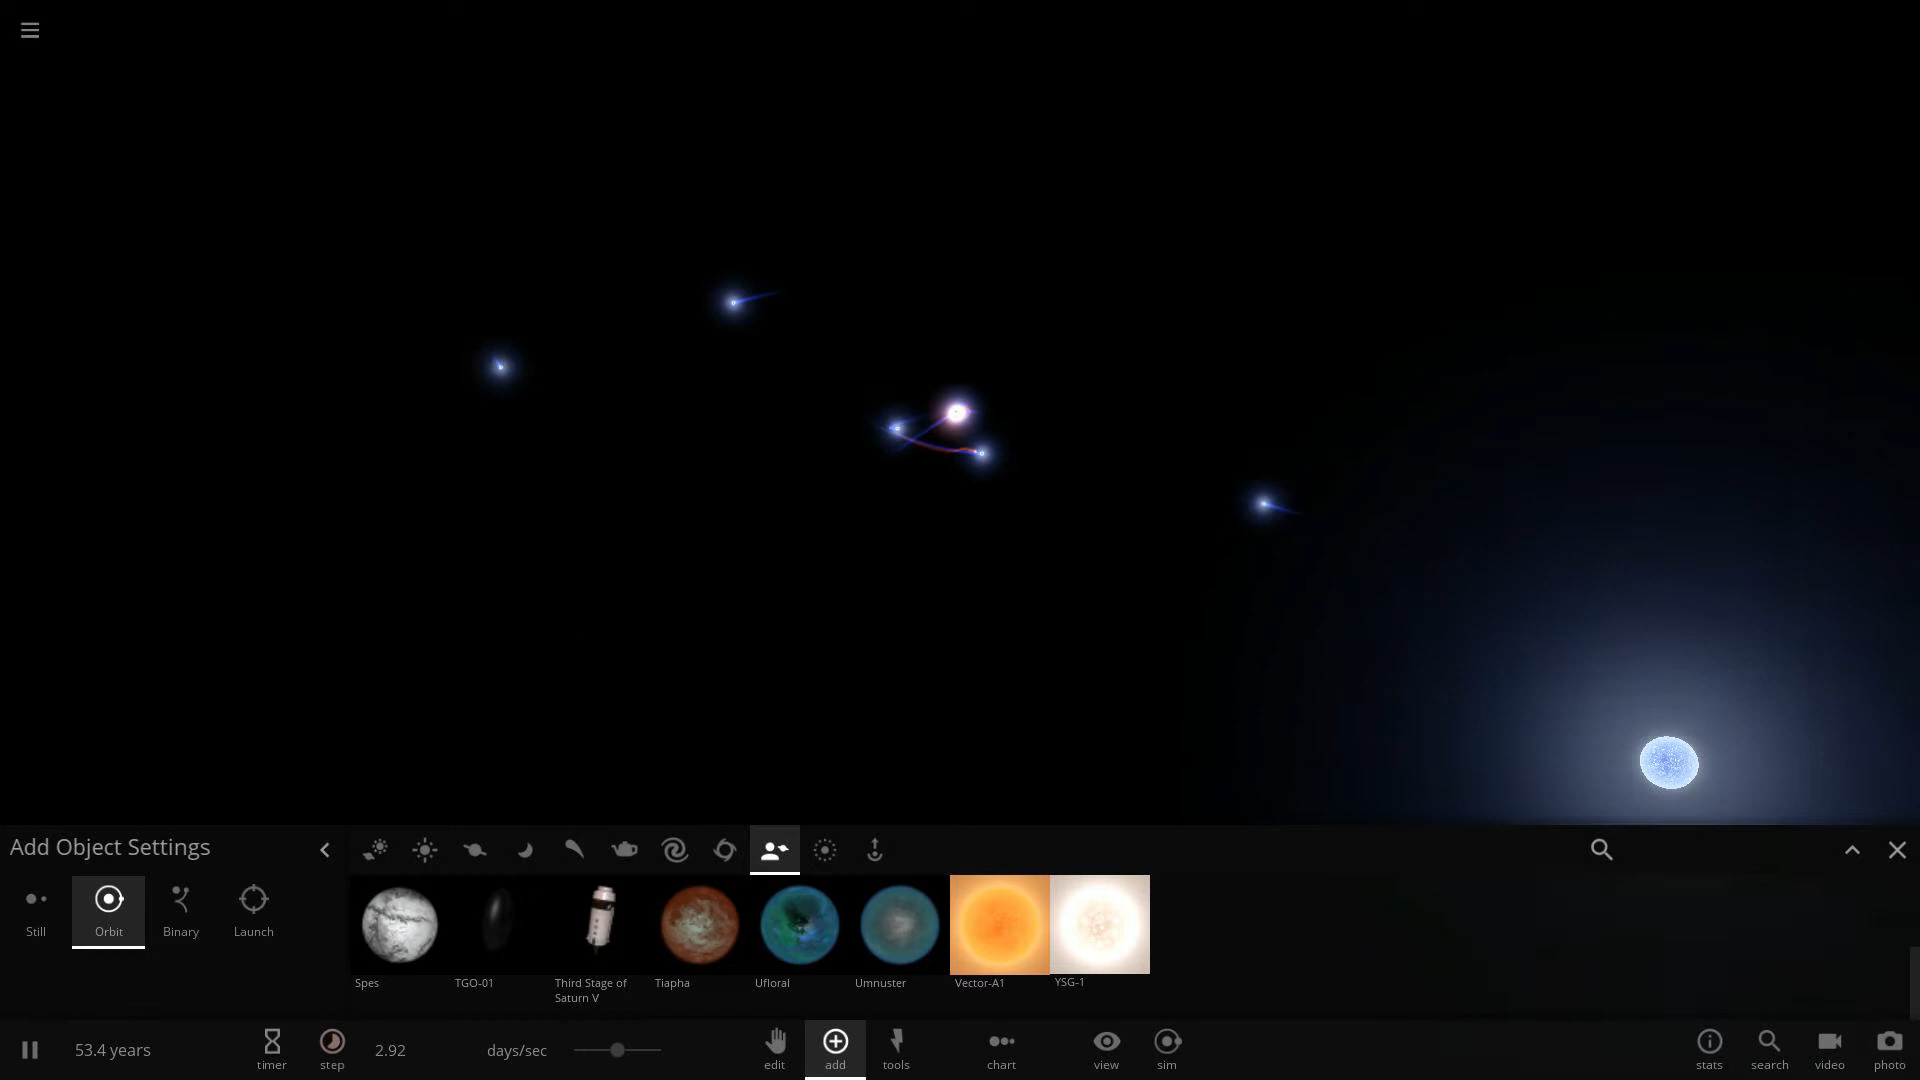 Add Object Settings
Still
Orbit
Binary
Launch
Spes
TGO-01
Third Stage of
Saturn V
Tiapha
Ufloral
Umnuster
Vector-A1
YSG-1
53.4 years
timer
step
2.92
days/sec
edit
add
tools
chart
view
sim
stats
search
video
photo